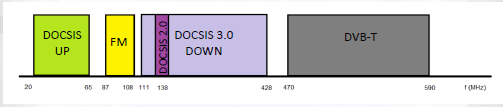 DOCSIS
UP
FM
DOCSIS 2.0
DOCSIS 3.0
DOWN
DVB-T
20 65 87 108 111 138 428 470 590 f (MHz)